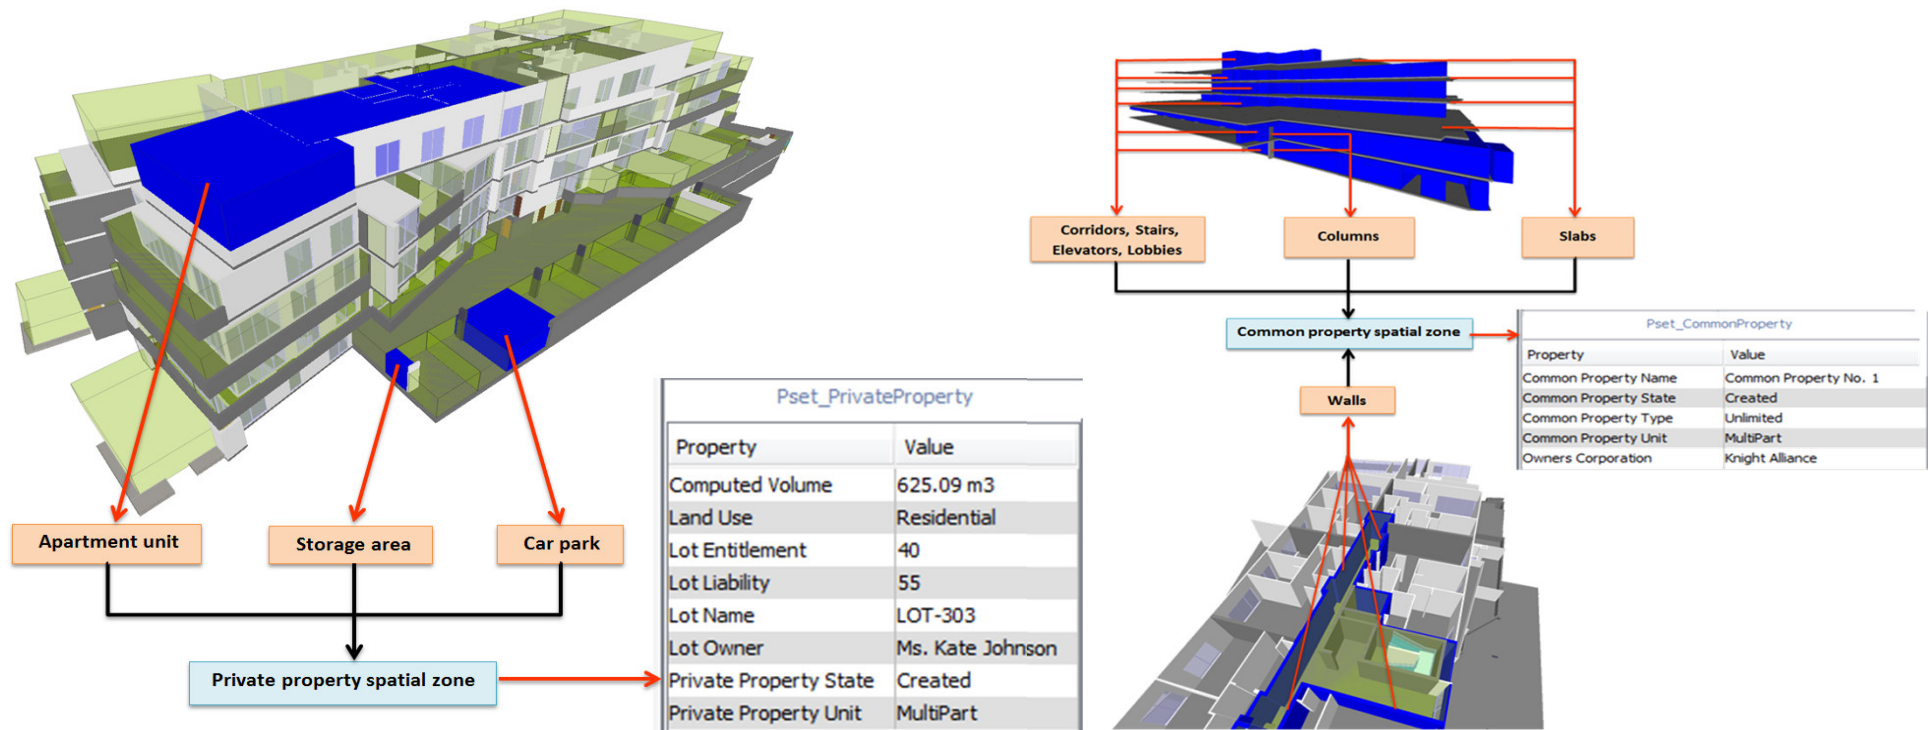 Apartment unit
Storage area
Car park
Private property spatial zone
Pset_PrivateProperty
Property Value
Computed Volume 625.09 m3
Land Use Residential
Lot Entitlement 40
Lot Liability 55
Lot Name LOT-303
Lot Owner Ms. Kate Johnson
Private Property State Created
Private Property Unit MultiPart
Corridors, Stairs,
Elevators, Lobbies
Columns
Slabs
Common property spatial zone
Walls
Pset_CommonProperty
Property Value
Common Property Name Common Property No. 1
Common Property State Created
Common Property Type Unlimited
Common Property Unit MultiPart
Owners Corporation Knight Alliance